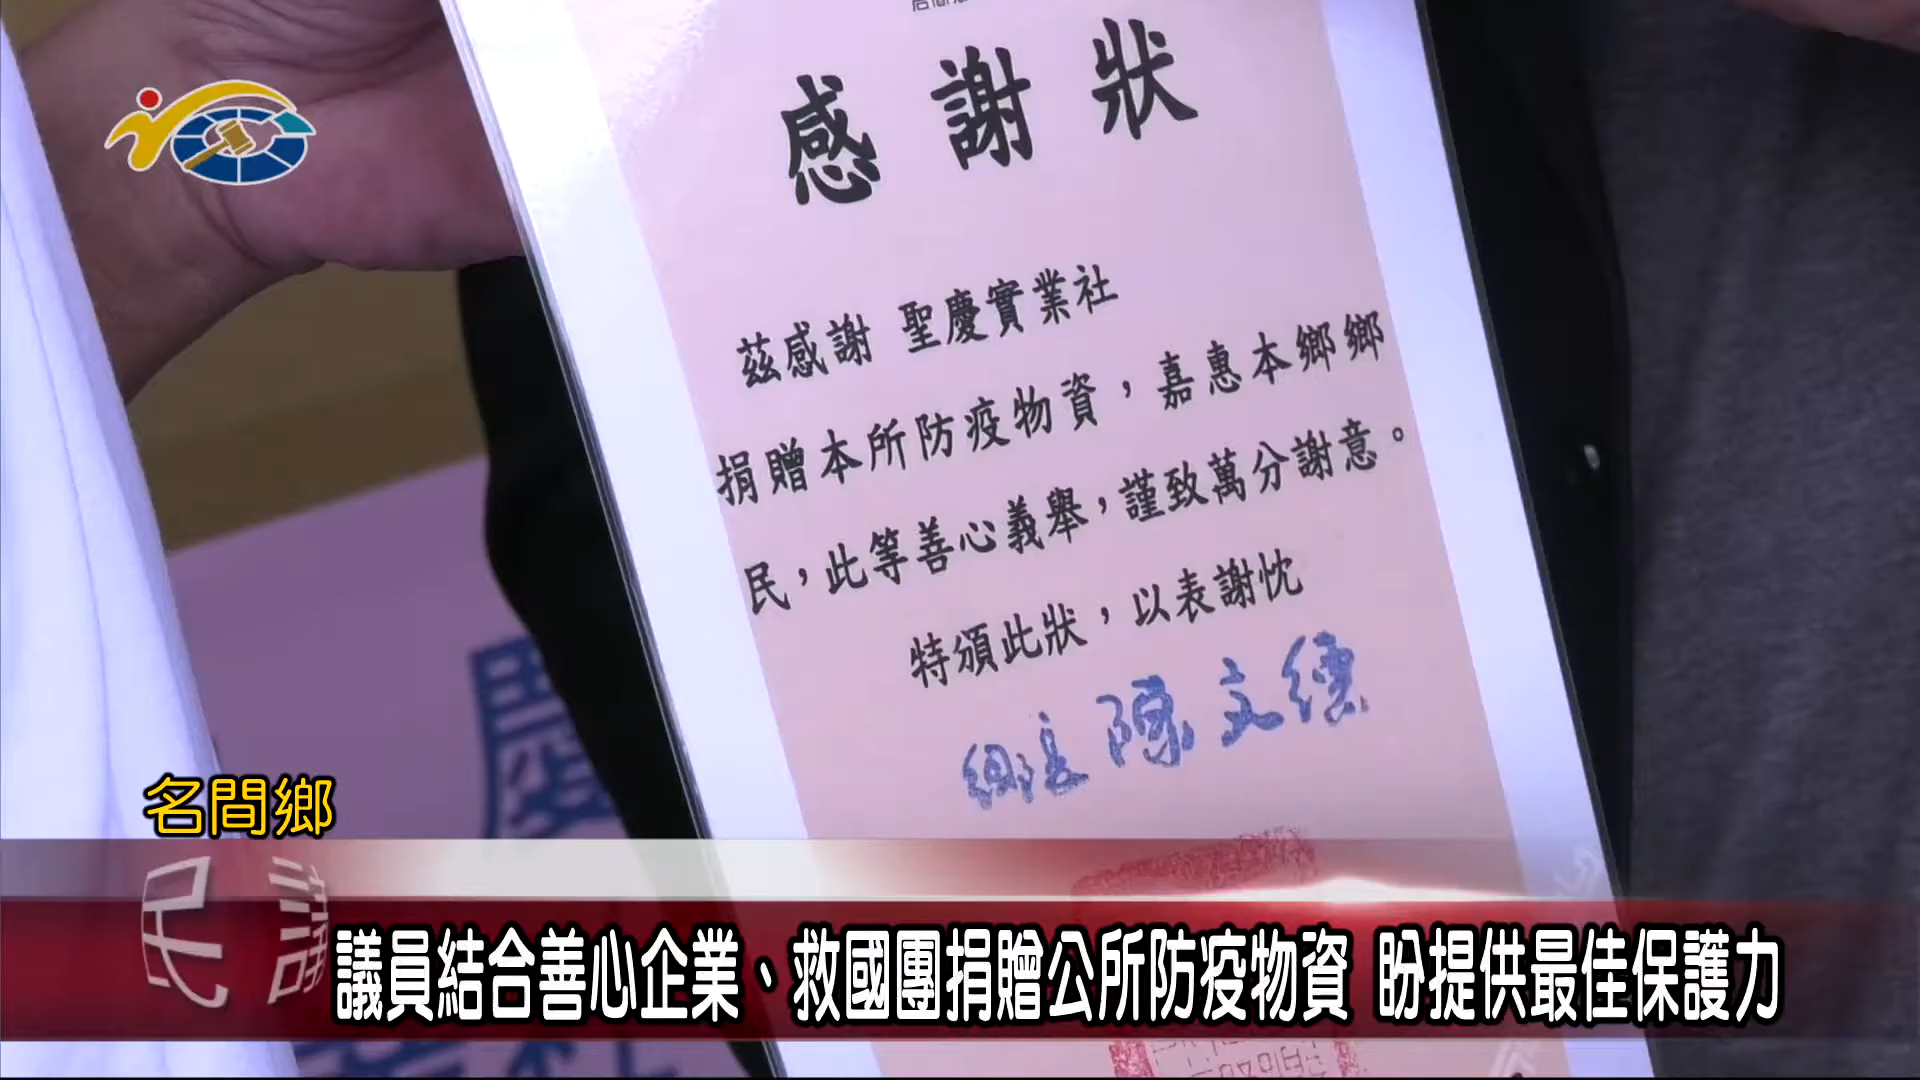 感謝狀
茲感謝 聖慶實業社
捐贈本所防疫物資，嘉惠本鄉鄉
民，此等善心義舉，謹致萬分謝意。
特頒此狀，以表謝忱
鄉長 陳文德
慶
名間鄉
民議
議員結合善心企業、救國團捐贈公所防疫物資 盼提供最佳保護力